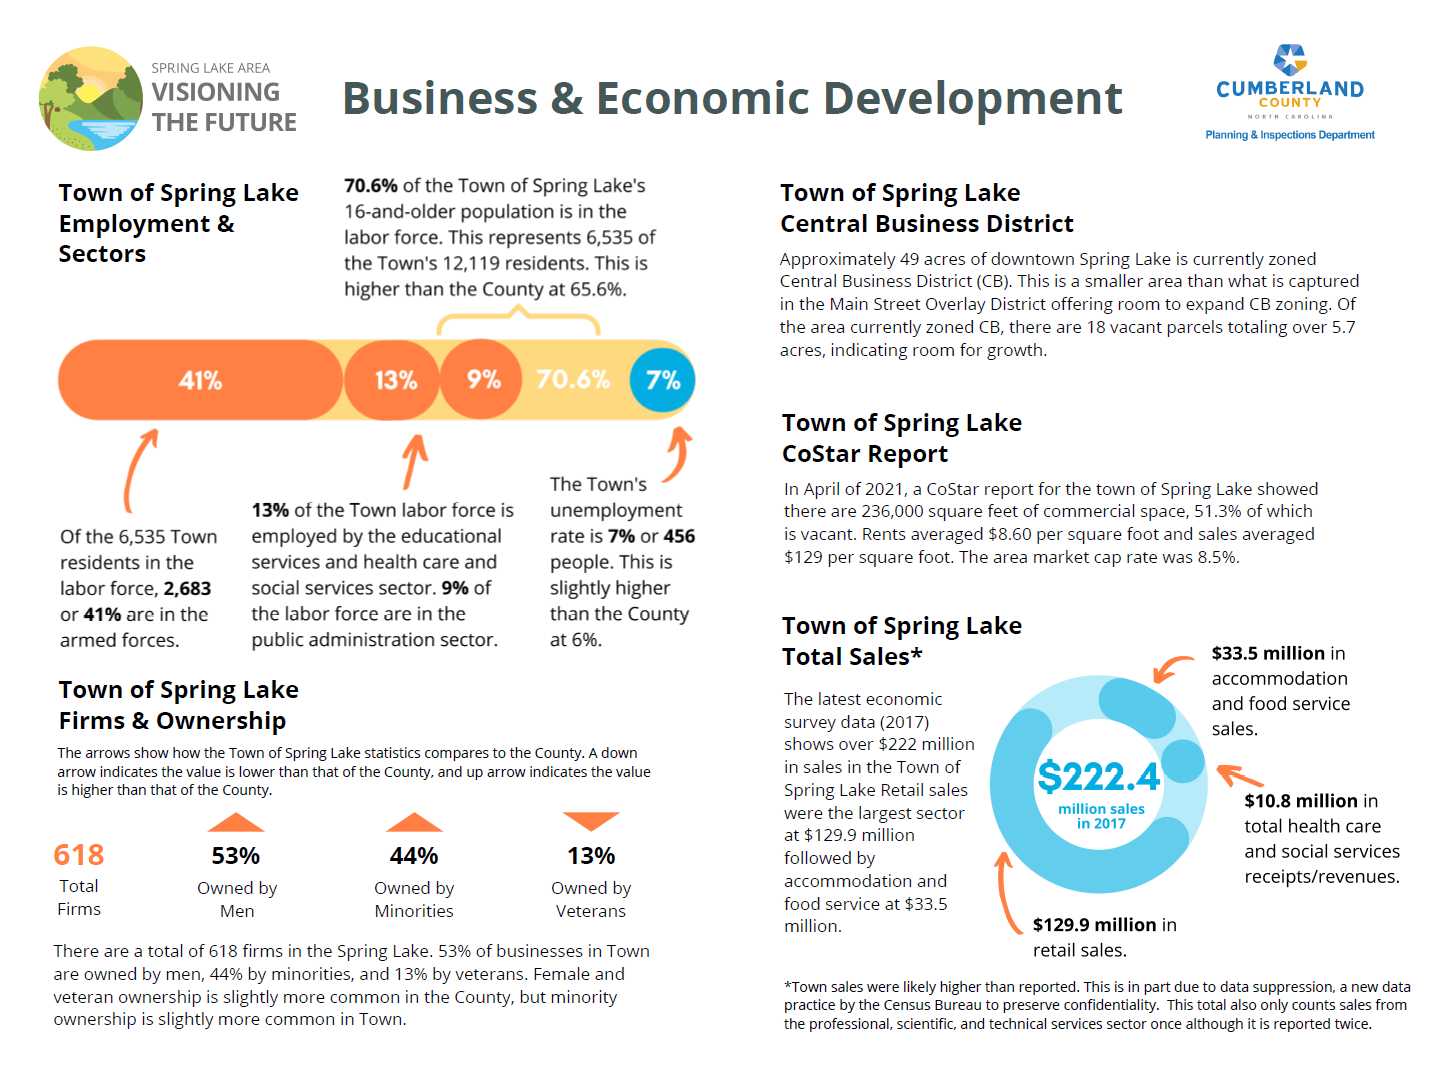 SPRING LAKE AREA
VISIONING
THE FUTURE
Business & Economic Development
CUMBERLAND
COUNTY
NORTH CAROLINA
Planning & Inspections Department
Town of Spring Lake
Employment &
Sectors
70.6% of the Town of Spring Lake's
16-and-older population is in the
labor force. This represents 6,535 of
the Town's 12,119 residents. This is
higher than the County at 65.6%.
41%
13%
9%
70.6%
7%
Of the 6,535 Town
residents in the
labor force, 2,683
or 41% are in the
armed forces.
13% of the Town labor force is
employed by the educational
services and health care and
social services sector. 9% of
the labor force are in the
public administration sector.
The Town's
unemployment
rate is 7% or 456
people. This is
slightly higher
than the County
at 6%.
Town of Spring Lake
Firms & Ownership
The arrows show how the Town of Spring Lake statistics compares to the County. A down
arrow indicates the value is lower than that of the County, and up arrow indicates the value
is higher than that of the County.
618
Total
Firms
53%
Owned by
Men
44%
Owned by
Minorities
13%
Owned by
Veterans
There are a total of 618 firms in the Spring Lake. 53% of businesses in Town
are owned by men, 44% by minorities, and 13% by veterans. Female and
veteran ownership is slightly more common in the County, but minority
ownership is slightly more common in Town.
Town of Spring Lake
Central Business District
Approximately 49 acres of downtown Spring Lake is currently zoned
Central Business District (CB). This is a smaller area than what is captured
in the Main Street Overlay District offering room to expand CB zoning. Of
the area currently zoned CB, there are 18 vacant parcels totaling over 5.7
acres, indicating room for growth.
Town of Spring Lake
CoStar Report
In April of 2021, a CoStar report for the town of Spring Lake showed
there are 236,000 square feet of commercial space, 51.3% of which
is vacant. Rents averaged $8.60 per square foot and sales averaged
$129 per square foot. The area market cap rate was 8.5%.
Town of Spring Lake
Total Sales*
The latest economic
survey data (2017)
shows over $222 million
in sales in the Town of
Spring Lake Retail sales
were the largest sector
at $129.9 million
followed by
accommodation and
food service at $33.5
million.
$222.4
million sales
in 2017
$33.5 million in
accommodation
and food service
sales.
$10.8 million in
total health care
and social services
receipts/revenues.
$129.9 million in
retail sales.
*Town sales were likely higher than reported. This is in part due to data suppression, a new data
practice by the Census Bureau to preserve confidentiality. This total also only counts sales from
the professional, scientific, and technical services sector once although it is reported twice.